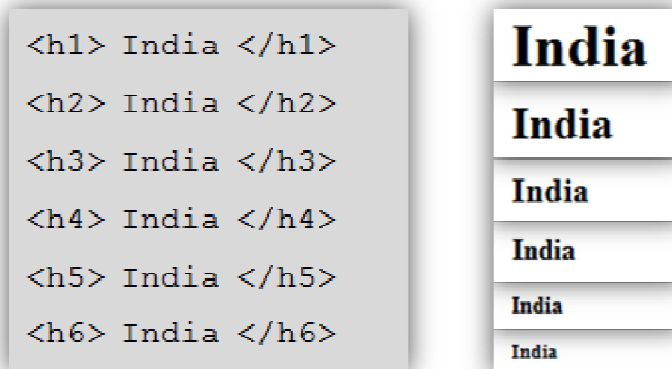 <h1> India </h1>
<h2> India </h2>
<h3> India </h3>
<h4> India </h4>
<h5> India </h5>
<h6> India </h6>
India
India
India
India
India
India